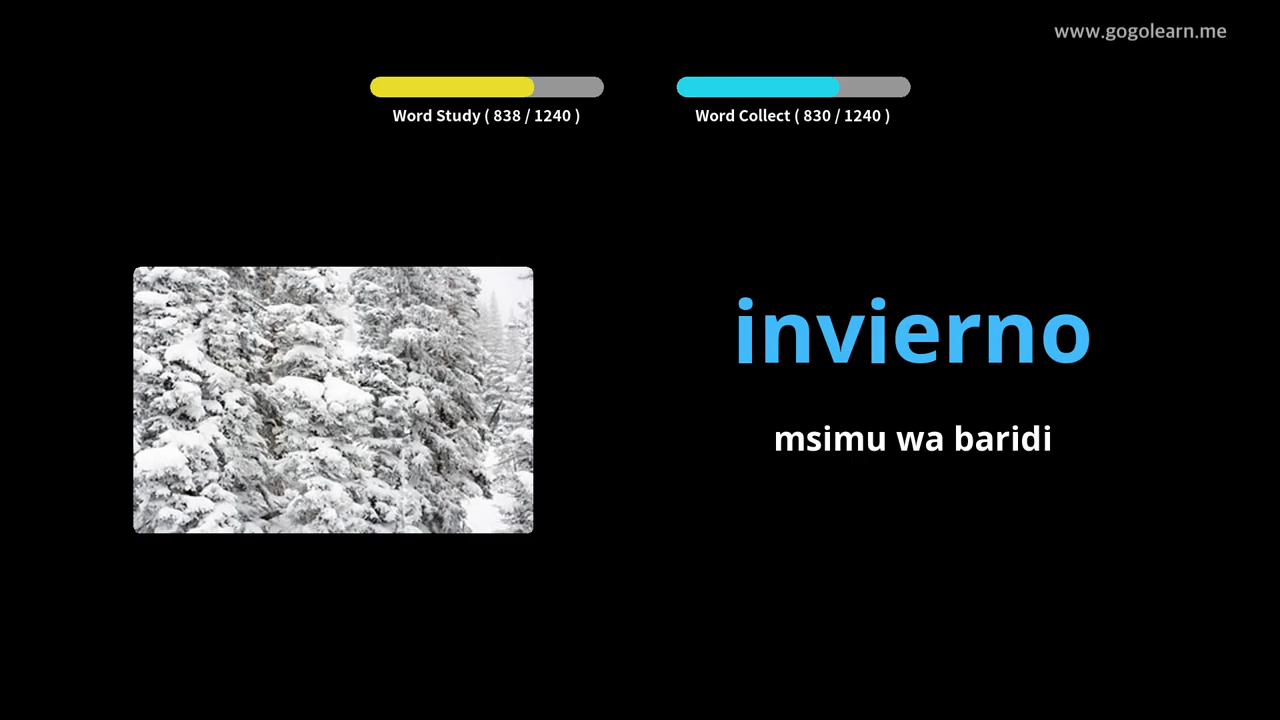 www.gogolearn.me
Word Study ( 838 / 1240 )
Word Collect ( 830 / 1240 )
invierno
msimu wa baridi